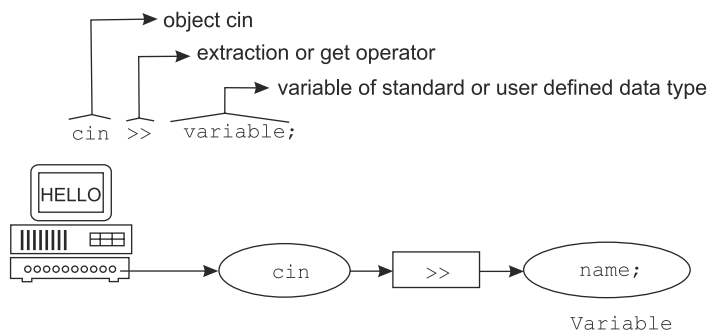 object cin
extraction or get operator
variable of standard or user defined data type
cin >> variable;
HELLO
cin >> name;
Variable